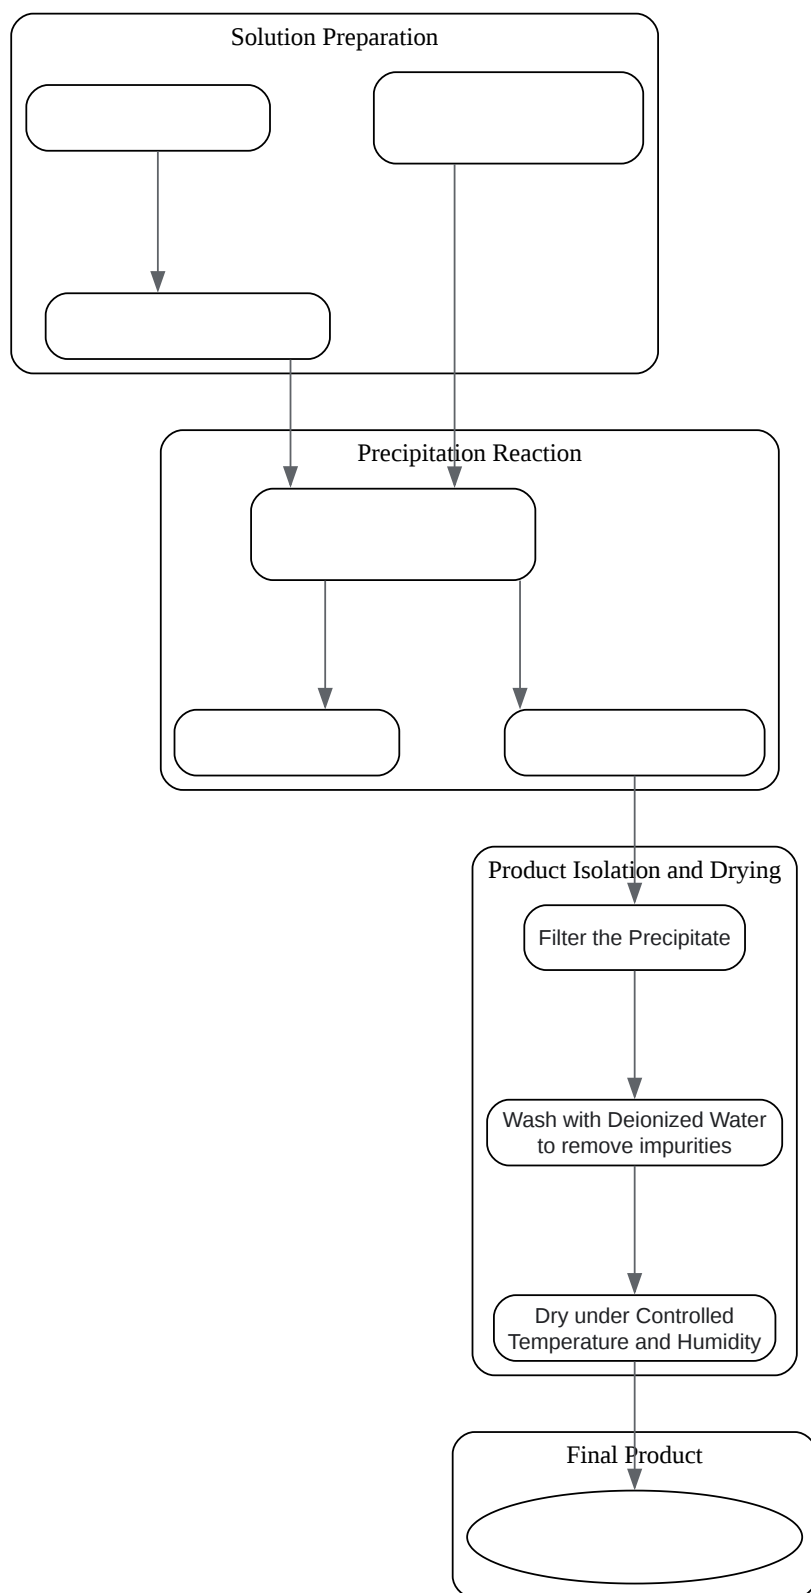 Solution Preparation
Precipitation Reaction
Product Isolation and Drying
Filter the Precipitate
Wash with Deionized Water
to remove impurities
Dry under Controlled
Temperature and Humidity
Final Product